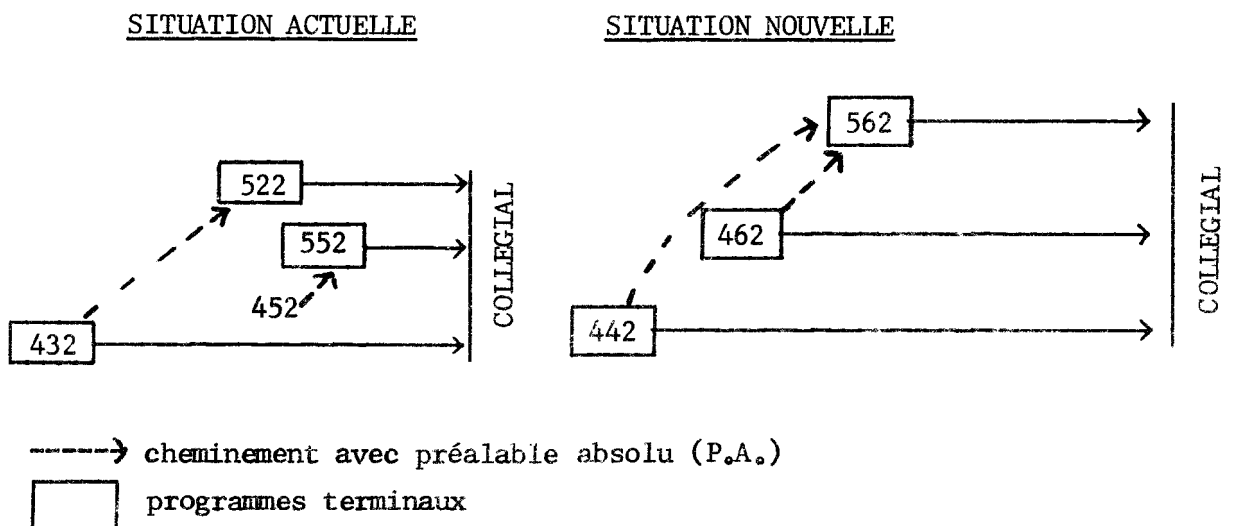 SITUATION ACTUELLE
SITUATION NOUVELLE
522
552
452
432
COLLEGIAL
562
462
442
COLLEGIAL
cheminement avec préalable absolu (P.A.)
programmes terminaux